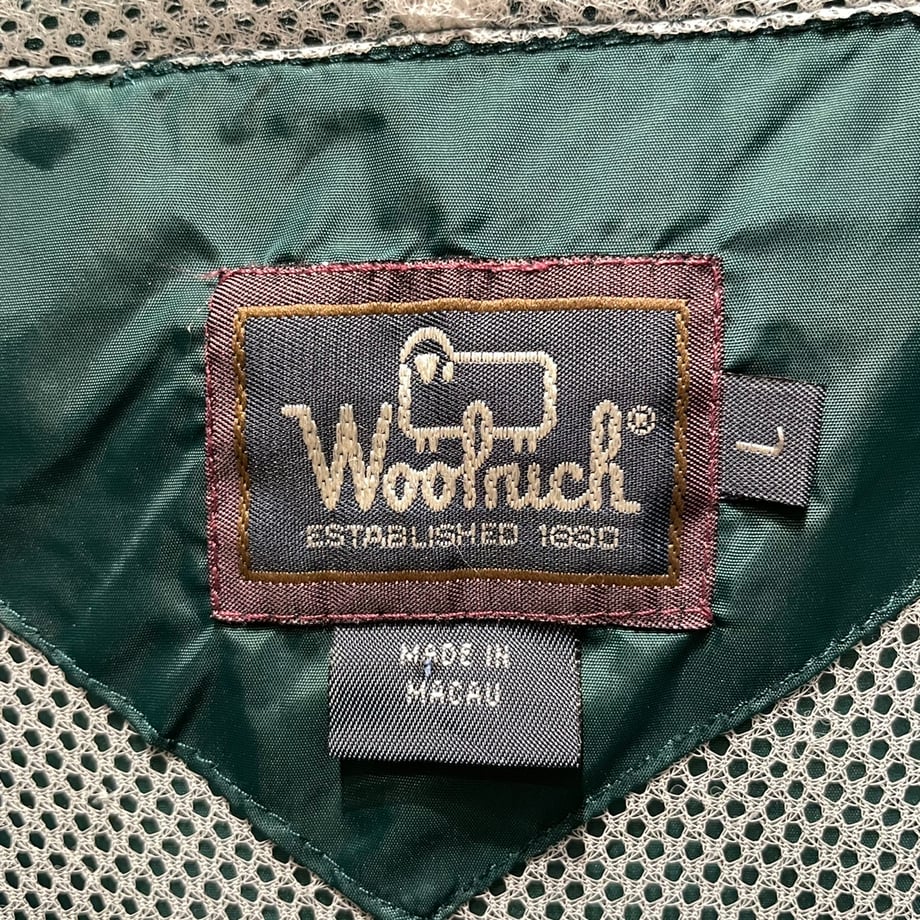 Woolrich®
ESTABLISHED 1830
L
MADE IN
MACAU